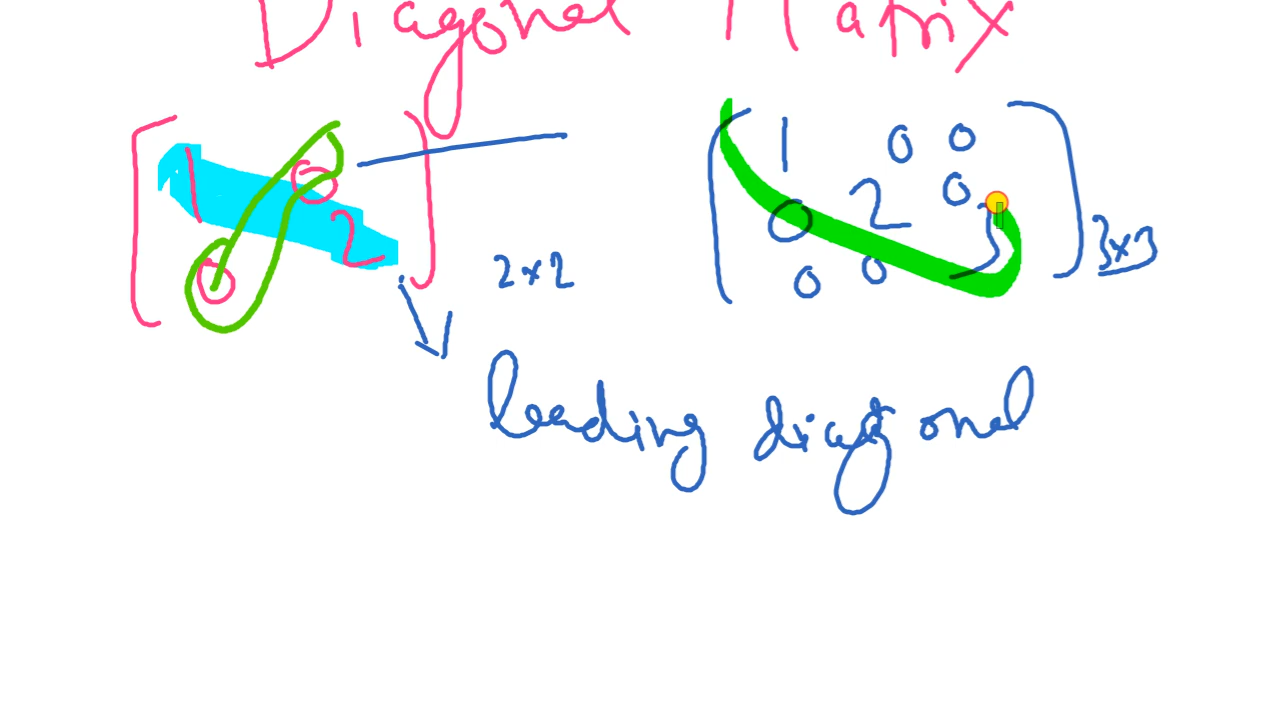 Diagonal Matrix
[1 0
0 2] 2×2
[1 0 0
0 2 0
0 0 3] 3×3
leading diagonal